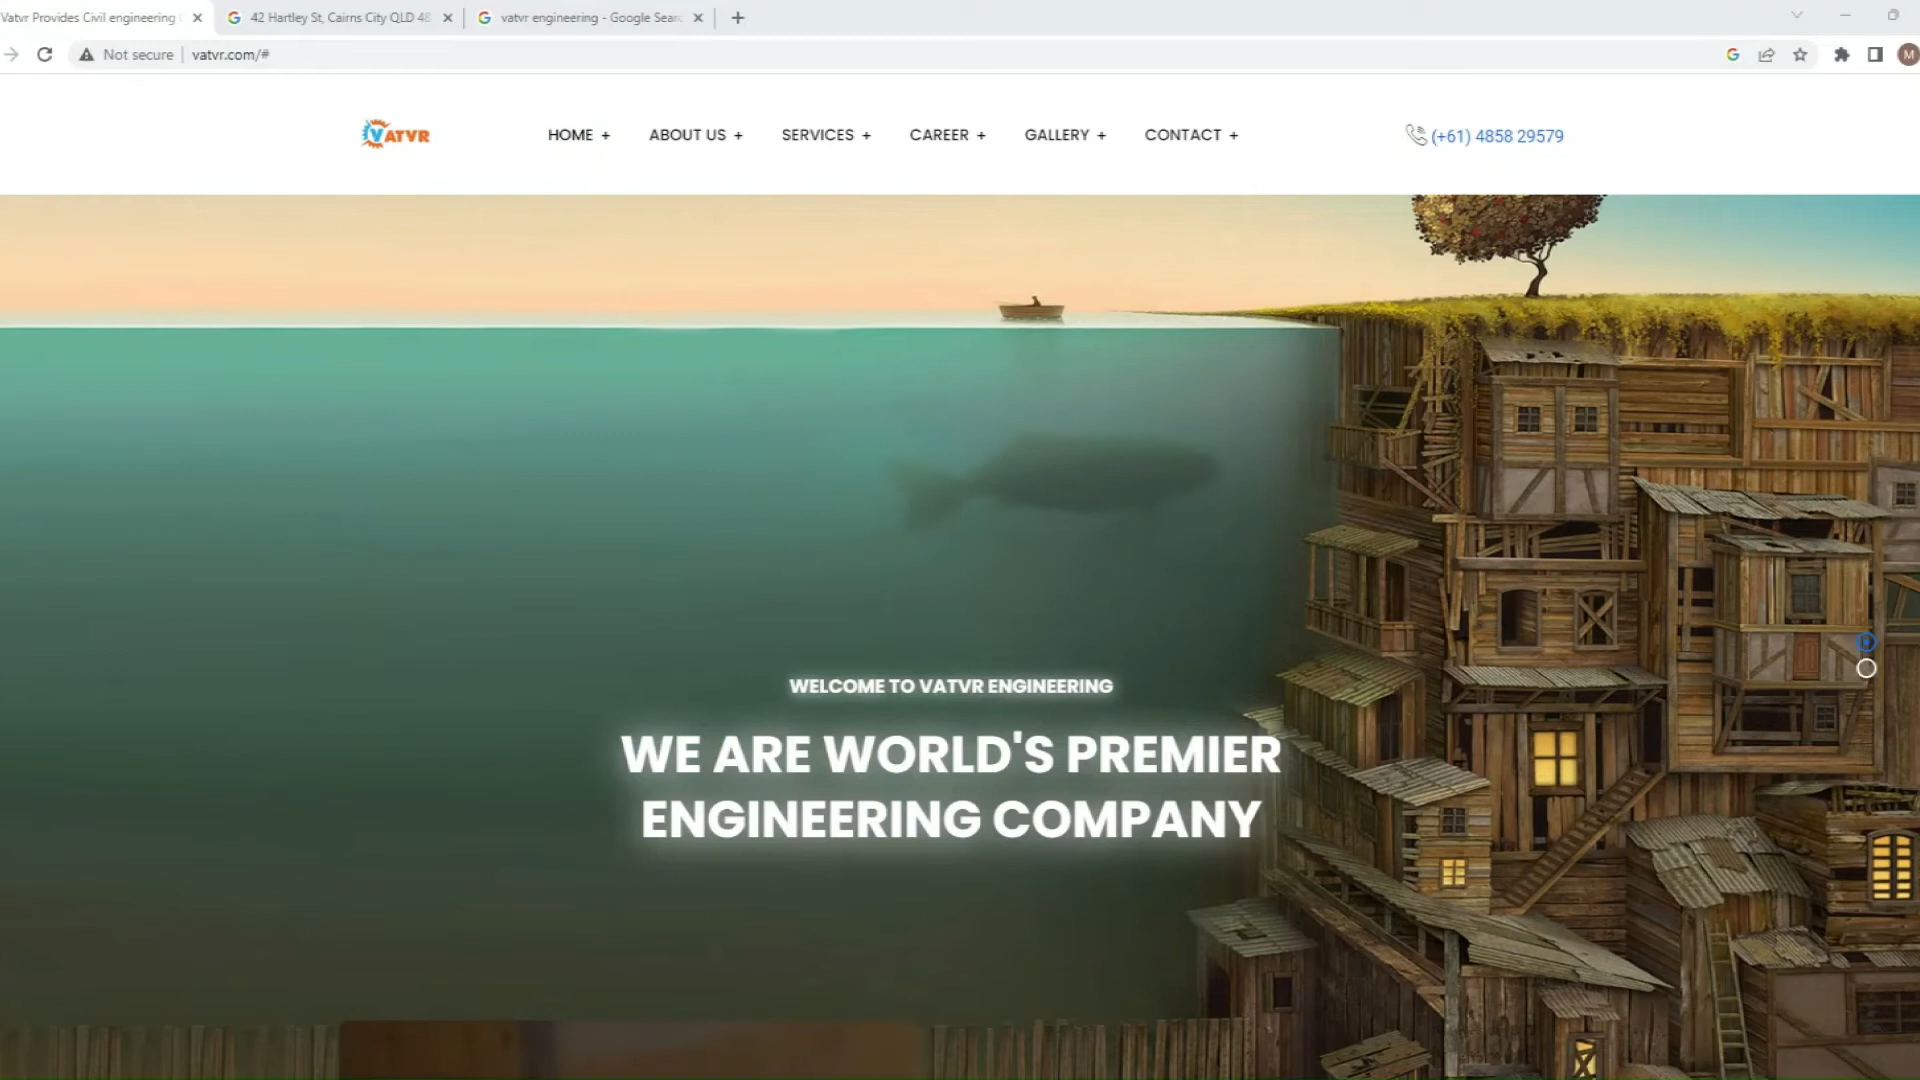 Vatvr Provides Civil engineering
42 Hartley St, Cairns City QLD 48
vatvr engineering - Google Sear
Not secure
vatvr.com/#
M
VATVR
HOME +
ABOUT US +
SERVICES +
CAREER +
GALLERY +
CONTACT +
(+61) 4858 29579
WELCOME TO VATVR ENGINEERING
WE ARE WORLD'S PREMIER
ENGINEERING COMPANY